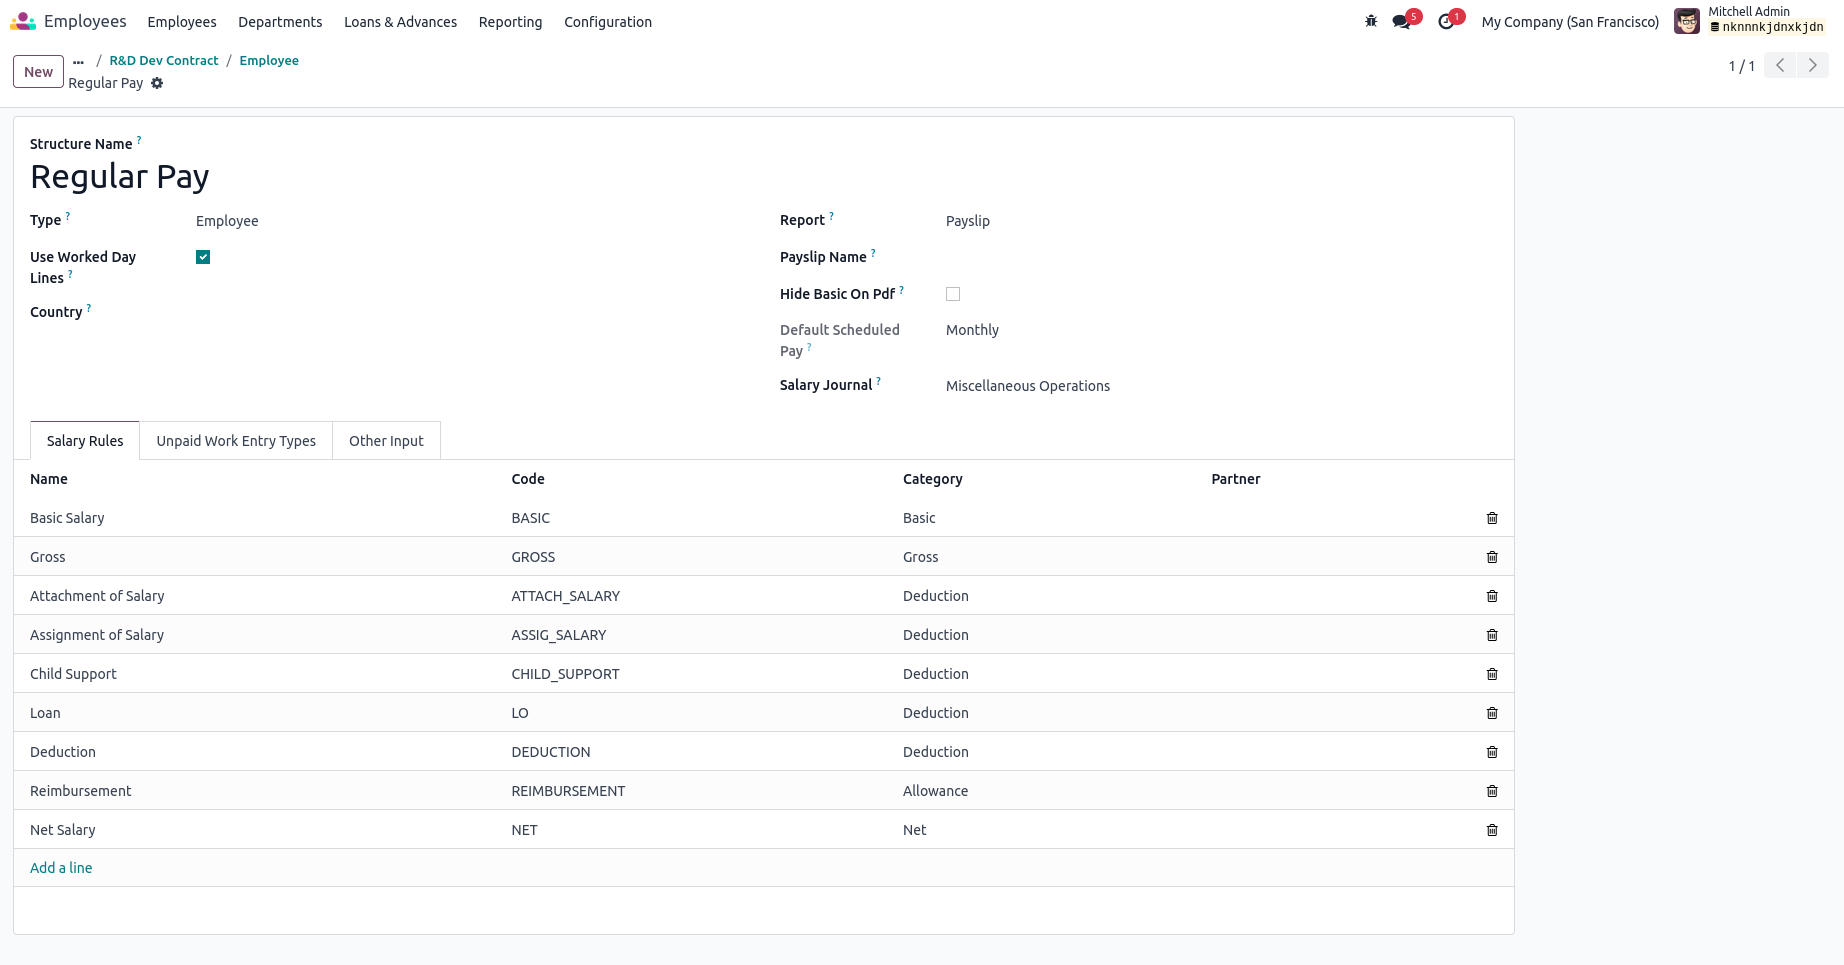 Employees Employees Departments Loans & Advances Reporting Configuration 5 1 My Company (San Francisco) Mitchell Admin
nknnnkjdnxkjdn
New ... / R&D Dev Contract / Employee
Regular Pay
1 / 1
Structure Name ?
Regular Pay
Type ? Employee
Report ? Payslip
Use Worked Day
Lines ?
Payslip Name ?
Country ?
Hide Basic On Pdf ?
Default Scheduled
Pay ? Monthly
Salary Journal ? Miscellaneous Operations
Salary Rules Unpaid Work Entry Types Other Input
Name Code Category Partner
Basic Salary BASIC Basic
Gross GROSS Gross
Attachment of Salary ATTACH_SALARY Deduction
Assignment of Salary ASSIG_SALARY Deduction
Child Support CHILD_SUPPORT Deduction
Loan LO Deduction
Deduction DEDUCTION Deduction
Reimbursement REIMBURSEMENT Allowance
Net Salary NET Net
Add a line